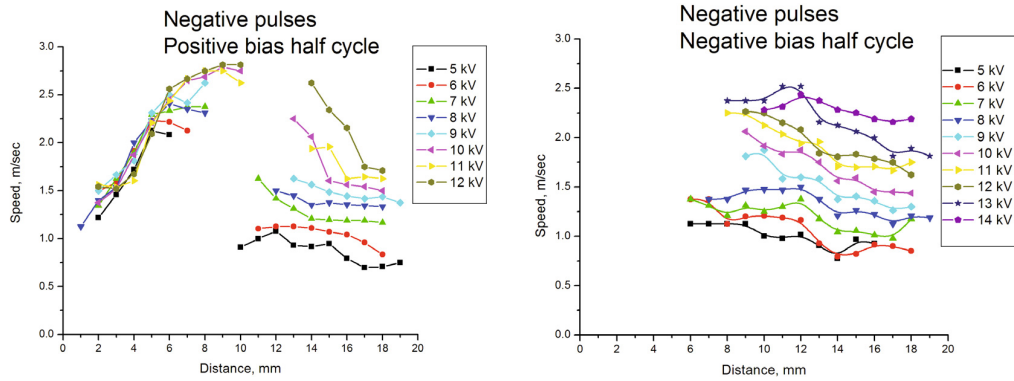 Negative pulses
Positive bias half cycle
3.0
2.5
2.0
1.5
1.0
0.5
0.0
0 2 4 6 8 10 12 14 16 18 20
Speed, m/sec
Distance, mm
5 kV
6 kV
7 kV
8 kV
9 kV
10 kV
11 kV
12 kV
Negative pulses
Negative bias half cycle
3.0
2.5
2.0
1.5
1.0
0.5
0.0
0 2 4 6 8 10 12 14 16 18 20
Speed, m/sec
Distance, mm
5 kV
6 kV
7 kV
8 kV
9 kV
10 kV
11 kV
12 kV
13 kV
14 kV